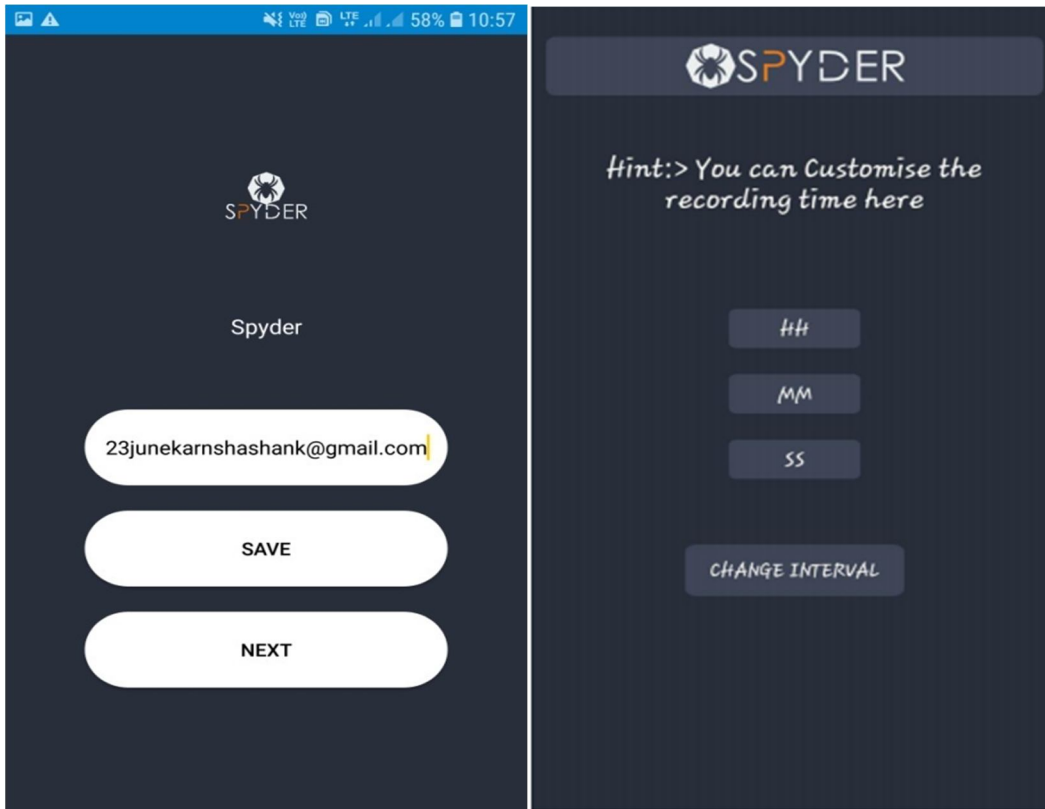 Voo)
LTE
LTE
58%
10:57
SPYDER
Spyder
23junekarnshashank@gmail.com
SAVE
NEXT
SPYDER
Hint:> You can Customise the
recording time here
HH
MM
SS
CHANGE INTERVAL